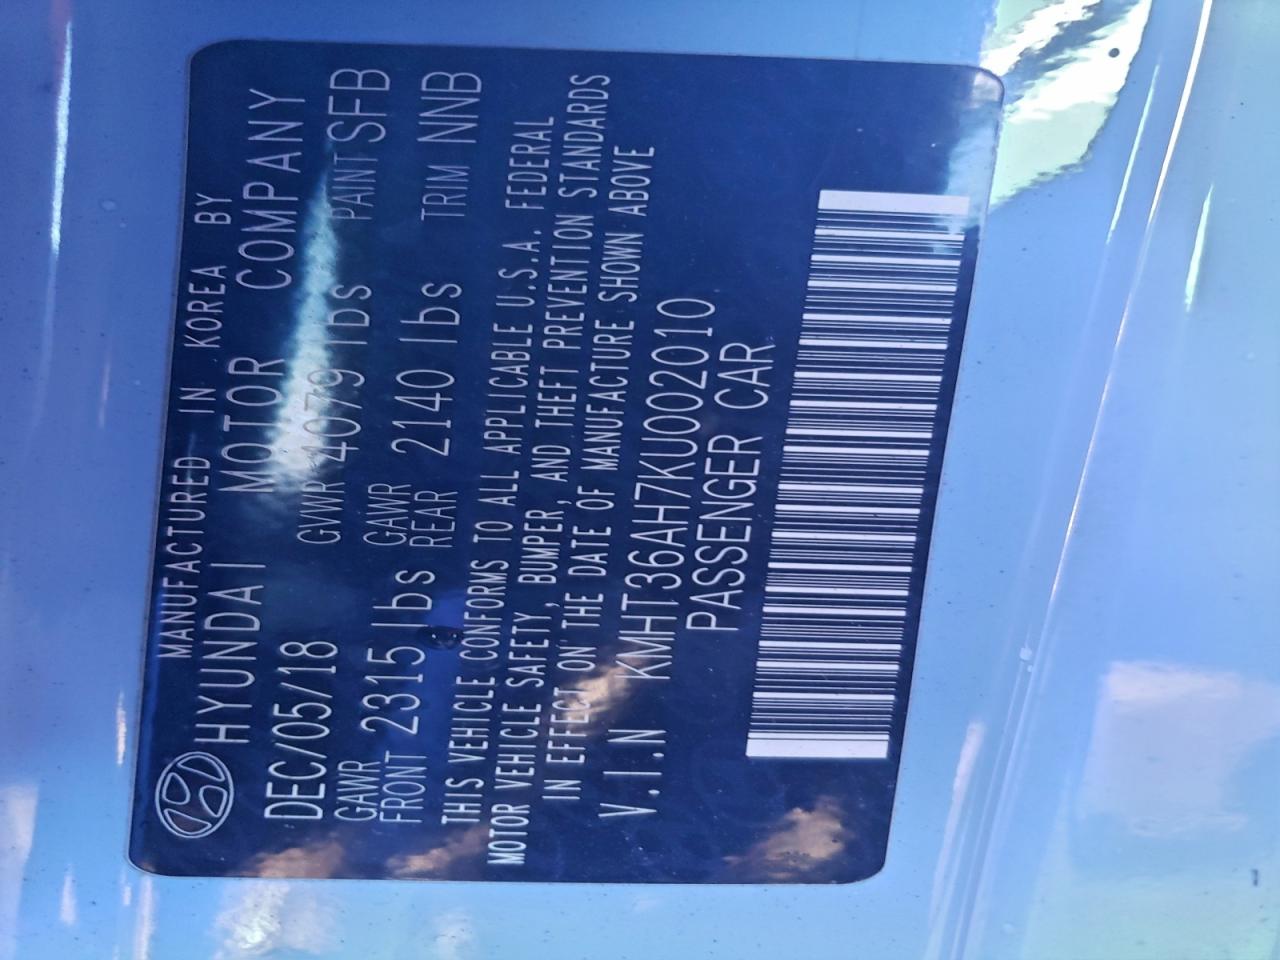 MANUFACTURED IN KOREA BY
HYUNDAI MOTOR COMPANY
DEC/05/18 GVWR 4079 lbs PAINT SFB
GAWR FRONT 2315 lbs GAWR REAR 2140 lbs TRIM NNB
THIS VEHICLE CONFORMS TO ALL APPLICABLE U.S.A. FEDERAL
MOTOR VEHICLE SAFETY, BUMPER, AND THEFT PREVENTION STANDARDS
IN EFFECT ON THE DATE OF MANUFACTURE SHOWN ABOVE
V.I.N KMHT36AH7KU002010
PASSENGER CAR